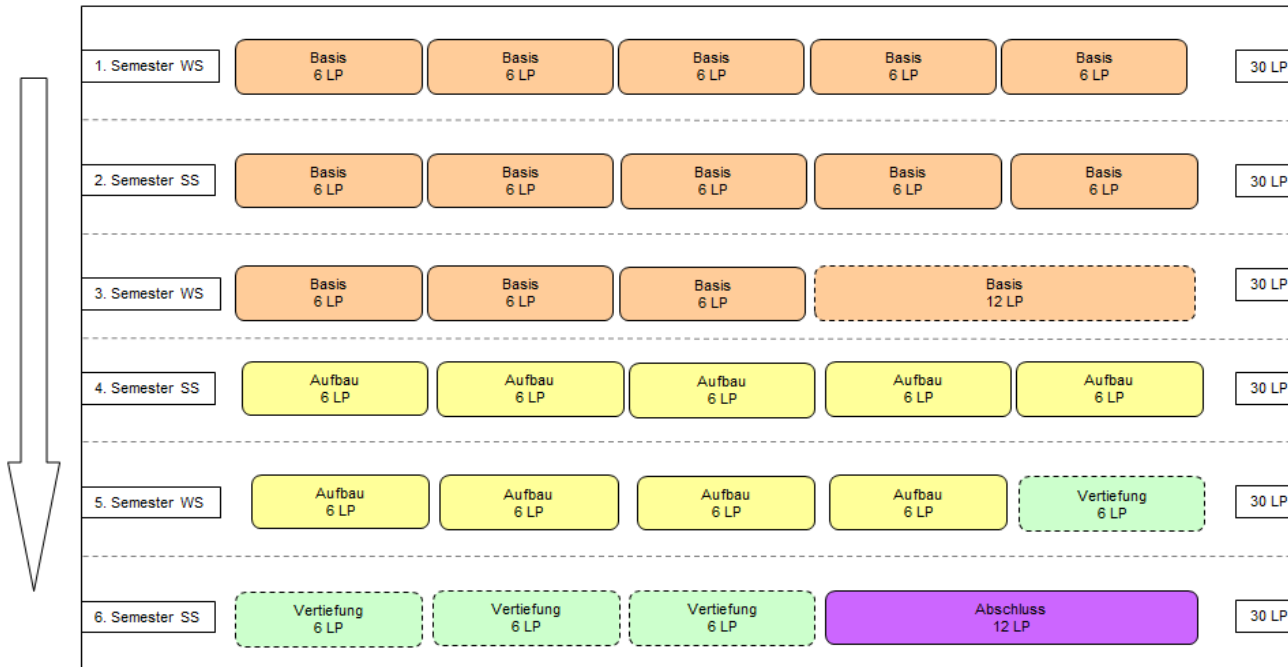 1. Semester WS
Basis
6 LP
Basis
6 LP
Basis
6 LP
Basis
6 LP
Basis
6 LP
30 LP
2. Semester SS
Basis
6 LP
Basis
6 LP
Basis
6 LP
Basis
6 LP
Basis
6 LP
30 LP
3. Semester WS
Basis
6 LP
Basis
6 LP
Basis
6 LP
Basis
12 LP
30 LP
4. Semester SS
Aufbau
6 LP
Aufbau
6 LP
Aufbau
6 LP
Aufbau
6 LP
Aufbau
6 LP
30 LP
5. Semester WS
Aufbau
6 LP
Aufbau
6 LP
Aufbau
6 LP
Aufbau
6 LP
Vertiefung
6 LP
30 LP
6. Semester SS
Vertiefung
6 LP
Vertiefung
6 LP
Vertiefung
6 LP
Abschluss
12 LP
30 LP